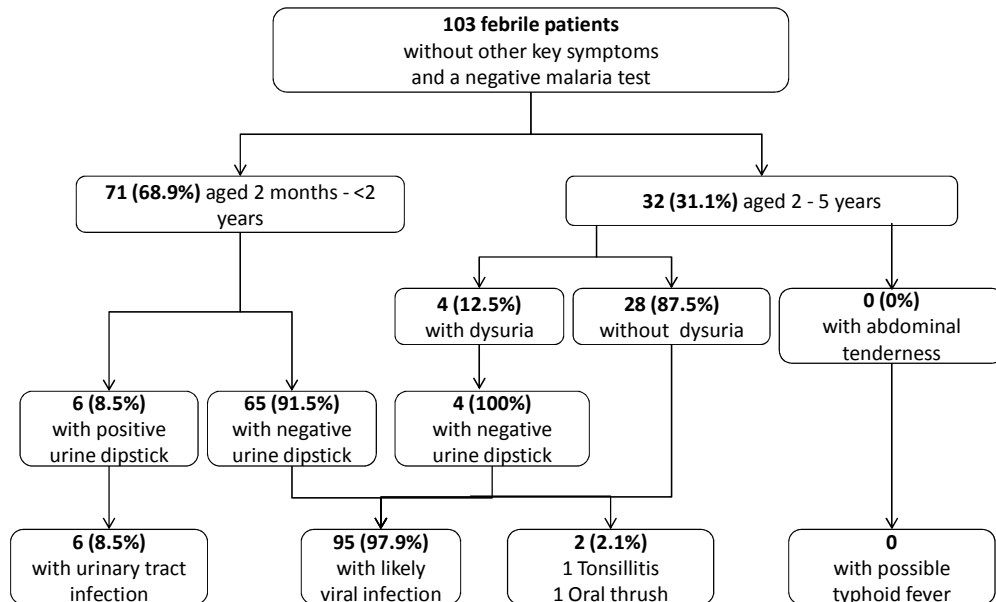 103 febrile patients
without other key symptoms
and a negative malaria test
71 (68.9%) aged 2 months - <2
years
32 (31.1%) aged 2 - 5 years
4 (12.5%)
with dysuria
28 (87.5%)
without dysuria
0 (0%)
with abdominal
tenderness
6 (8.5%)
with positive
urine dipstick
65 (91.5%)
with negative
urine dipstick
4 (100%)
with negative
urine dipstick
6 (8.5%)
with urinary tract
infection
95 (97.9%)
with likely
viral infection
2 (2.1%)
1 Tonsillitis
1 Oral thrush
0
with possible
typhoid fever